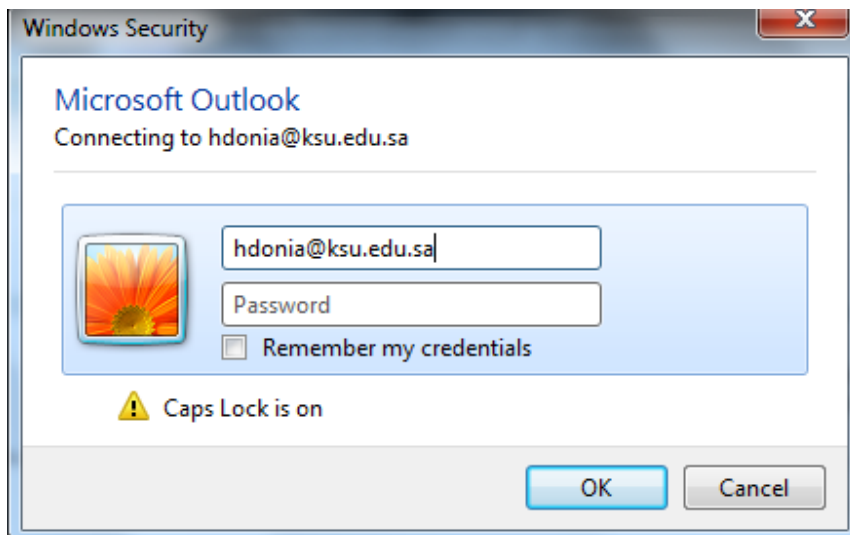 Windows Security
Microsoft Outlook
Connecting to hdonia@ksu.edu.sa
hdonia@ksu.edu.sa
Password
Remember my credentials
Caps Lock is on
OK Cancel